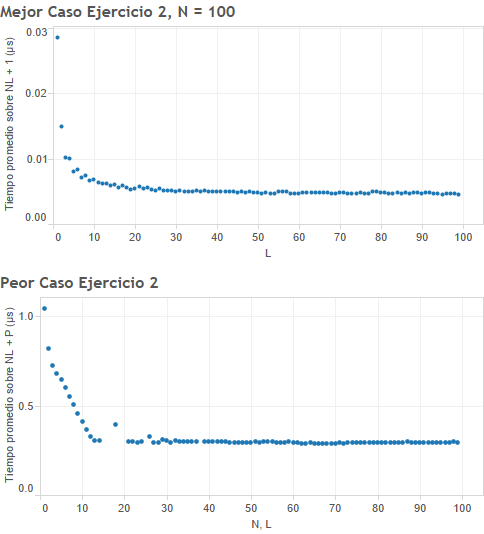 Mejor Caso Ejercicio 2, N = 100
Tiempo promedio sobre NL + 1 (µs)
0.03
0.02
0.01
0.00
0 10 20 30 40 50 60 70 80 90 100
L
Peor Caso Ejercicio 2
Tiempo promedio sobre NL + P (µs)
1.0
0.5
0.0
0 10 20 30 40 50 60 70 80 90 100
N, L